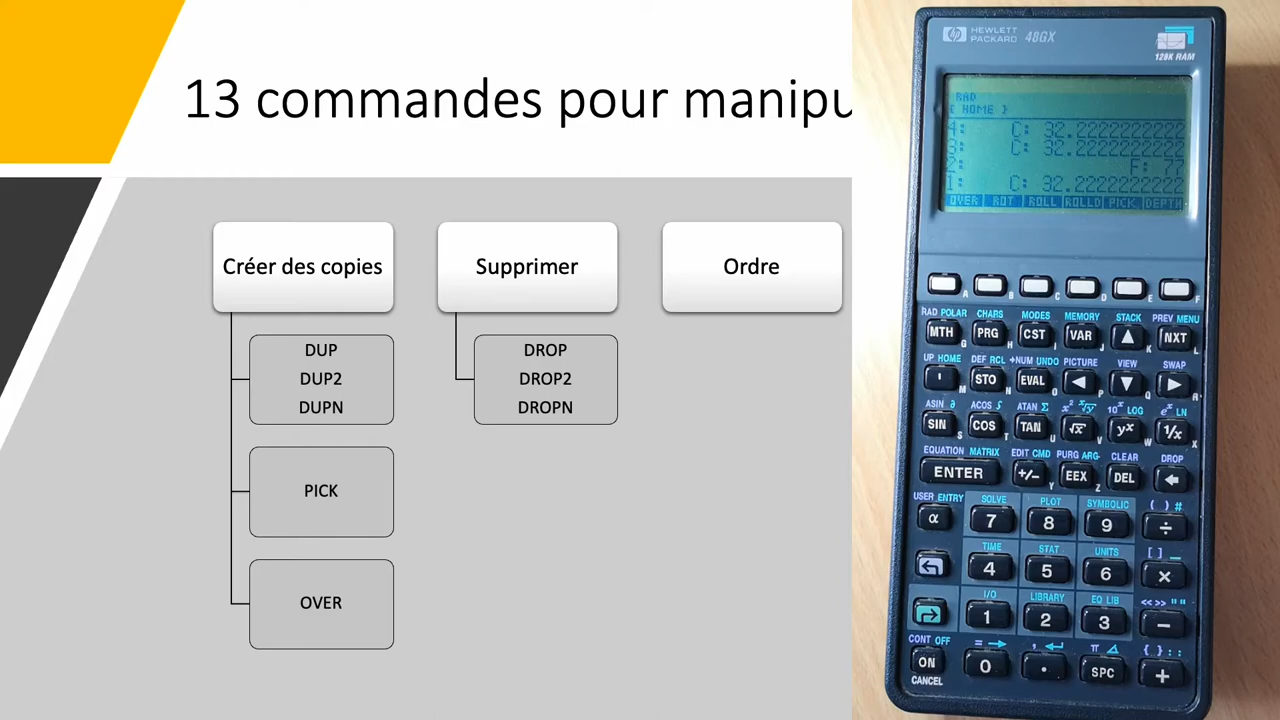 13 commandes pour manipu
Créer des copies
DUP
DUP2
DUPN
PICK
OVER
Supprimer
DROP
DROP2
DROPN
Ordre
HEWLETT
PACKARD 48GX
128K RAM
RAD
{ HOME }
4: C: 32.2222222222
3: C: 32.2222222222
2: F: 77
1: C: 32.2222222222
OVER ROT ROLL ROLLD PICK DEPTH
A B C D E F
RAD POLAR CHARS MODES MEMORY STACK PREV MENU
MTH G PRG H CST I VAR J ▲ K NXT L
UP HOME DEF RCL →NUM UNDO PICTURE VIEW SWAP
' M STO N EVAL O ◀ P ▼ Q ▶ R
ASIN ∂ ACOS ∫ ATAN Σ x² ˣ√y 10ˣ LOG eˣ LN
SIN S COS T TAN U √x V yˣ W 1/x X
EQUATION MATRIX EDIT CMD PURG ARG CLEAR DROP
ENTER +/− Y EEX Z DEL ←
USER ENTRY SOLVE PLOT SYMBOLIC ( ) #
α 7 8 9 ÷
TIME STAT UNITS [ ] _
4 5 6 ×
I/O LIBRARY EQ LIB << >> " "
1 2 3 −
CONT OFF = → , ↵ π ∠ { } : :
ON 0 . SPC +
CANCEL